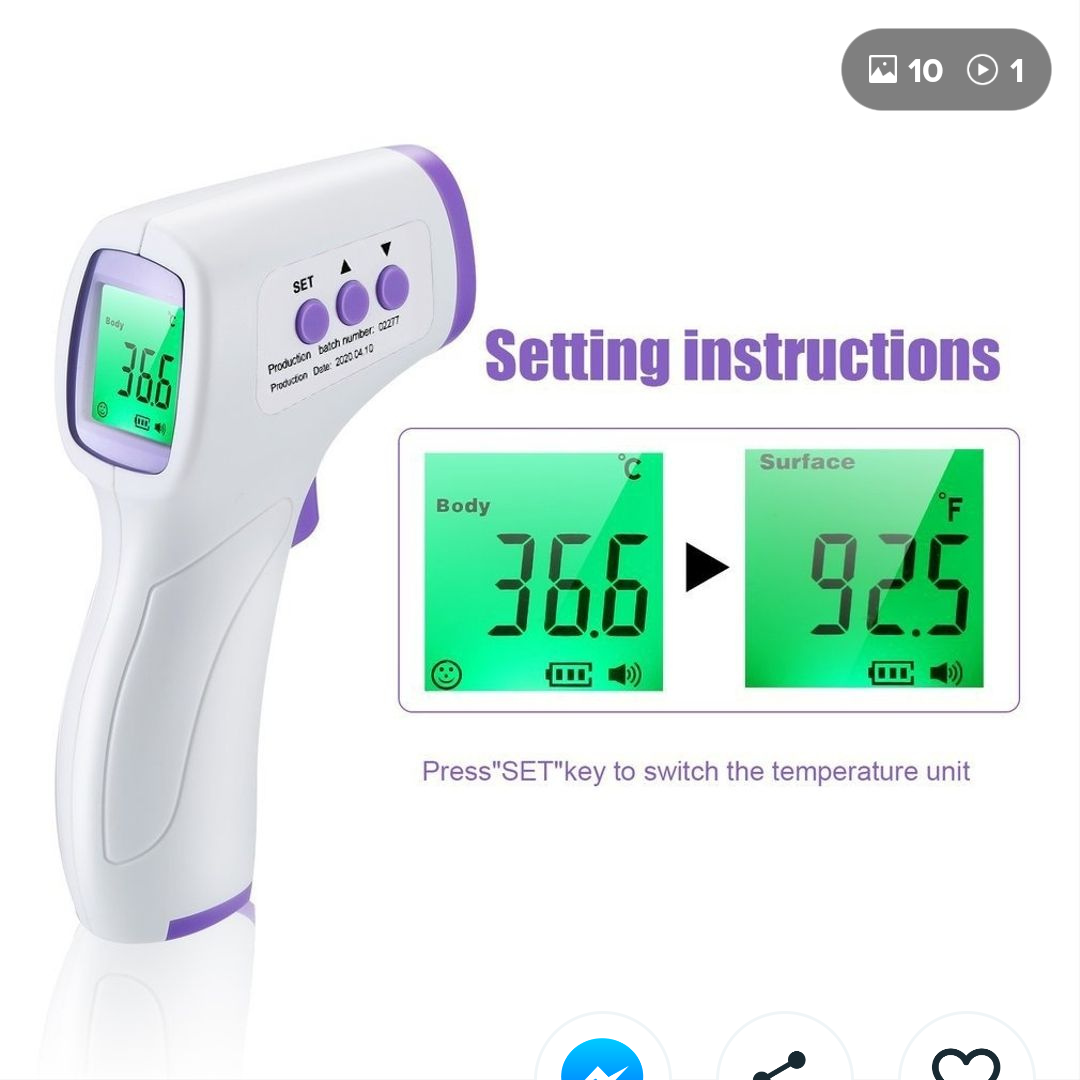 10 1
SET
Production batch number: 02277
Production Date: 2020.04.10
Body
°C
36.6
Setting instructions
°C
Body
36.6
Surface
°F
92.5
Press"SET"key to switch the temperature unit